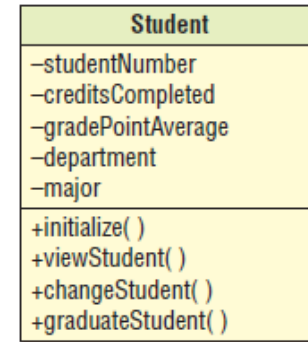 Student
–studentNumber
–creditsCompleted
–gradePointAverage
–department
–major
+initialize( )
+viewStudent( )
+changeStudent( )
+graduateStudent( )